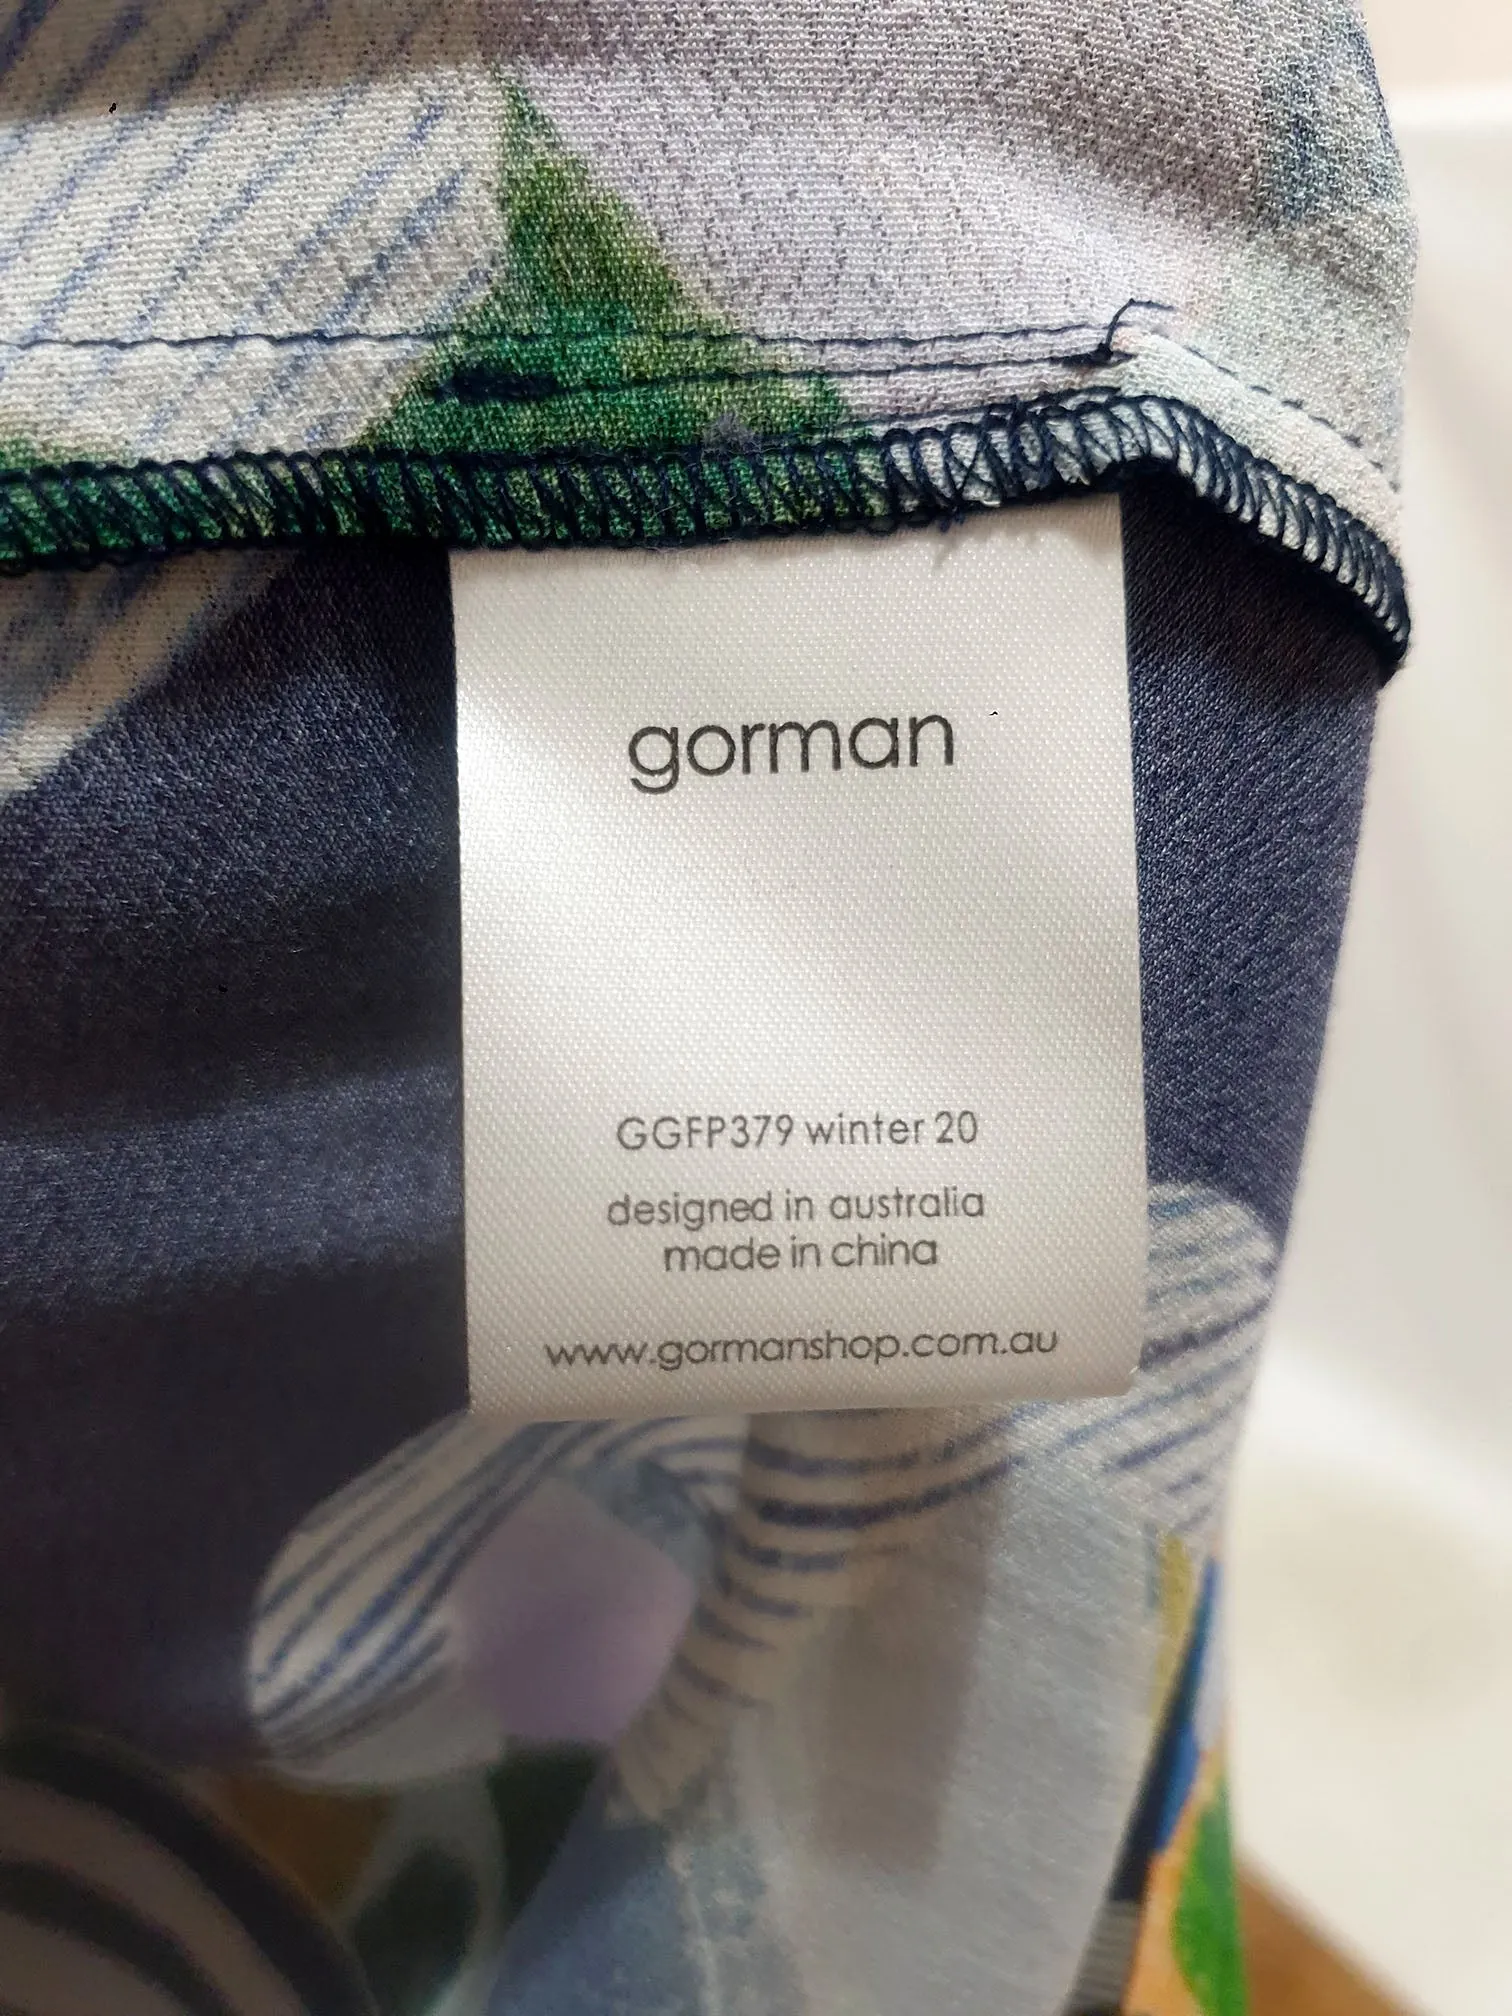 gorman
GGFP379 winter 20
designed in australia
made in china
www.gormanshop.com.au